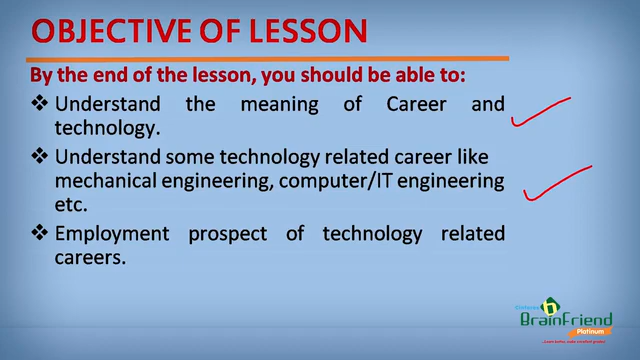 OBJECTIVE OF LESSON
By the end of the lesson, you should be able to:
❖ Understand the meaning of Career and
technology.
❖ Understand some technology related career like
mechanical engineering, computer/IT engineering
etc.
❖ Employment prospect of technology related
careers.
BrainFriend
Platinum